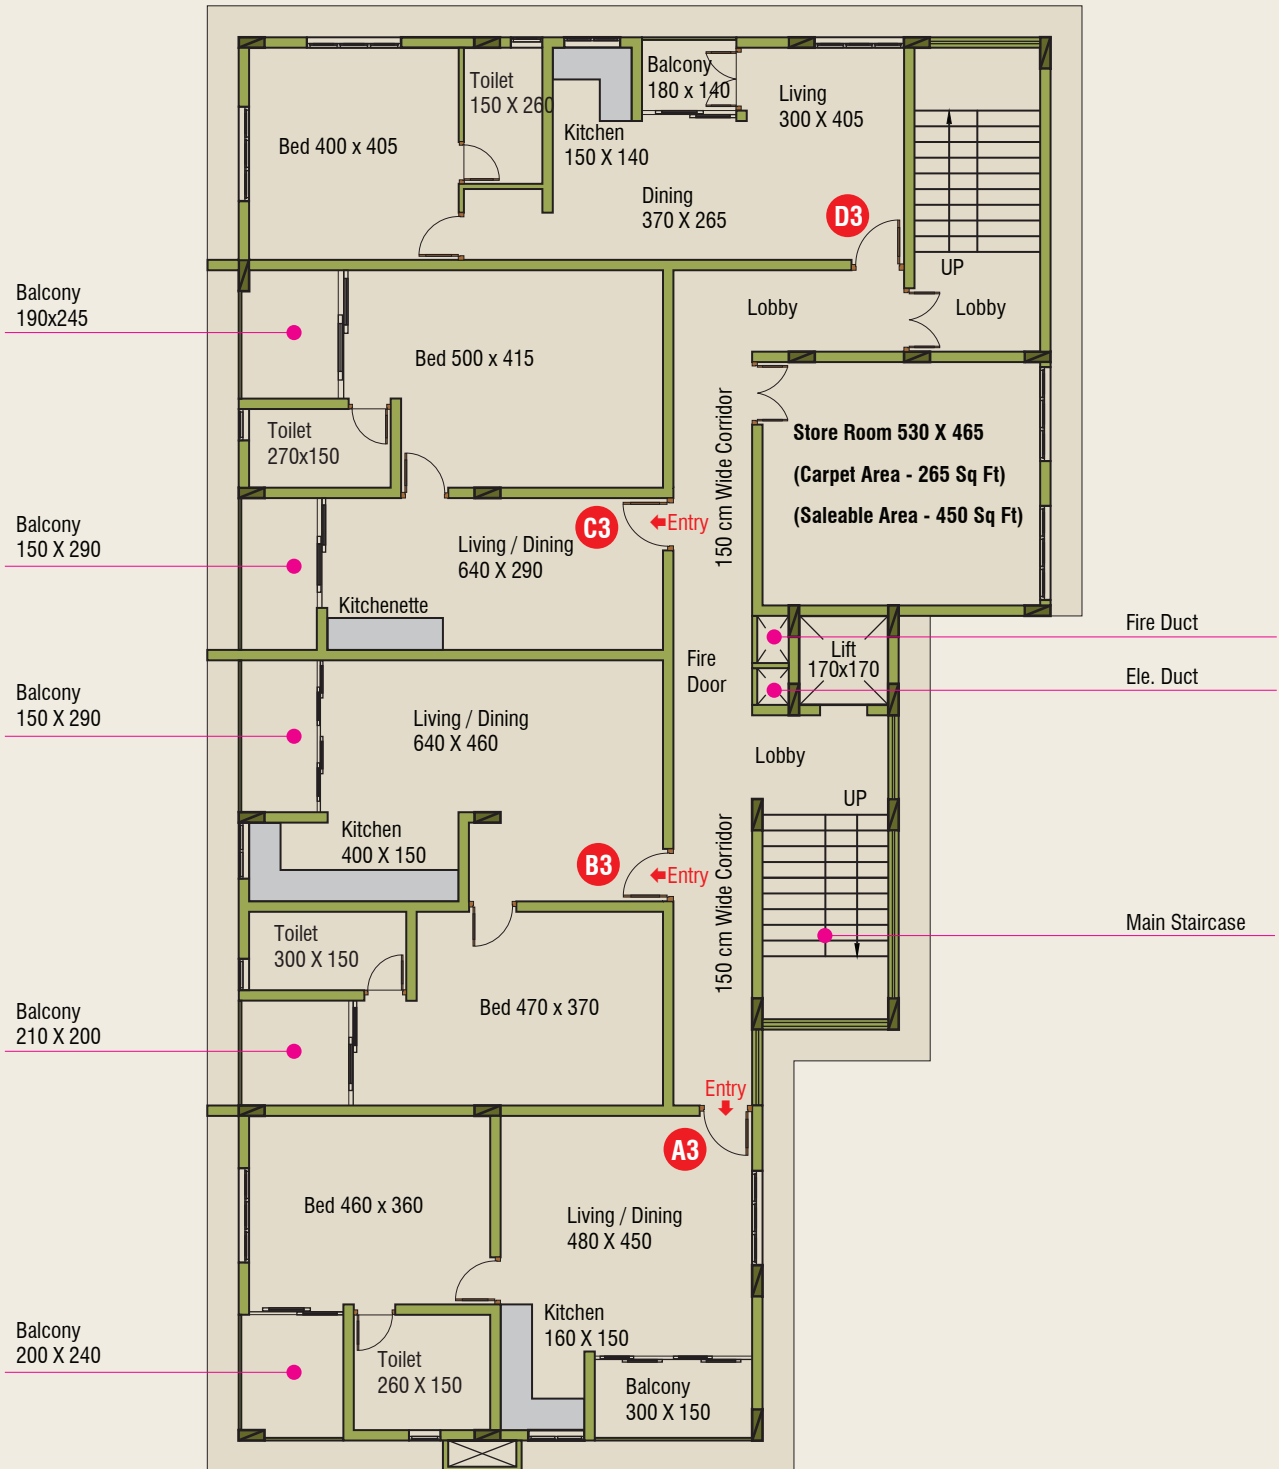 Toilet
150 X 260
Balcony
180 x 140
Living
300 X 405
Bed 400 x 405
Kitchen
150 X 140
Dining
370 X 265
D3
UP
Lobby
Lobby
Balcony
190x245
Bed 500 x 415
Toilet
270x150
150 cm Wide Corridor
Store Room 530 X 465
(Carpet Area - 265 Sq Ft)
(Saleable Area - 450 Sq Ft)
Balcony
150 X 290
C3
Entry
Living / Dining
640 X 290
Kitchenette
Fire Duct
Lift
170x170
Fire
Door
Ele. Duct
Balcony
150 X 290
Living / Dining
640 X 460
Lobby
UP
Kitchen
400 X 150
B3
Entry
150 cm Wide Corridor
Main Staircase
Toilet
300 X 150
Bed 470 x 370
Balcony
210 X 200
Entry
A3
Bed 460 x 360
Living / Dining
480 X 450
Kitchen
160 X 150
Balcony
200 X 240
Toilet
260 X 150
Balcony
300 X 150